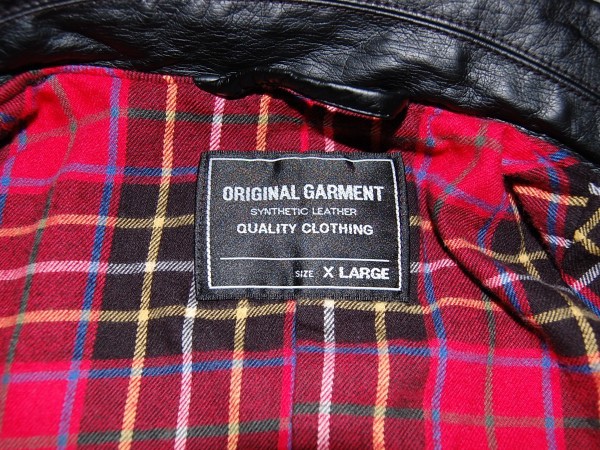 ORIGINAL GARMENT
SYNTHETIC LEATHER
QUALITY CLOTHING
SIZE X LARGE